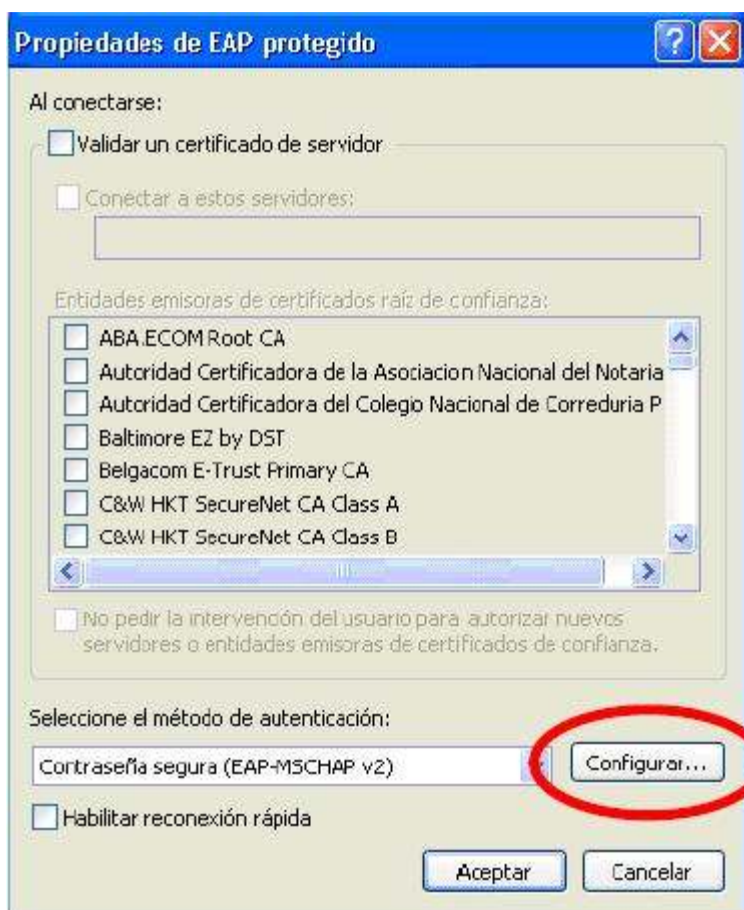 Propiedades de EAP protegido
Al conectarse:
Validar un certificado de servidor
Conectar a estos servidores:
Entidades emisoras de certificados raíz de confianza:
ABA.ECOM Root CA
Autoridad Certificadora de la Asociacion Nacional del Notaria
Autoridad Certificadora del Colegio Nacional de Correduria P
Baltimore EZ by DST
Belgacom E-Trust Primary CA
C&W HKT SecureNet CA Class A
C&W HKT SecureNet CA Class B
No pedir la intervención del usuario para autorizar nuevos
servidores o entidades emisoras de certificados de confianza.
Seleccione el método de autenticación:
Contraseña segura (EAP-MSCHAP v2)
Configurar...
Habilitar reconexión rápida
Aceptar
Cancelar